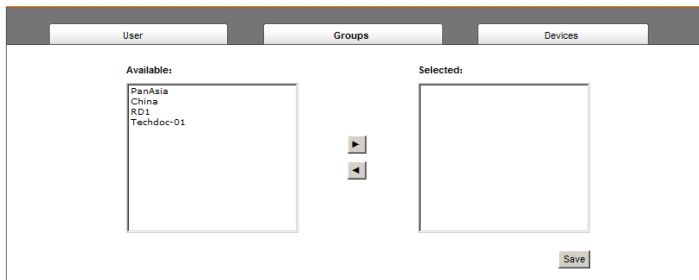 User Groups Devices
Available: Selected:
PanAsia
China
RD1
Techdoc-01
Save